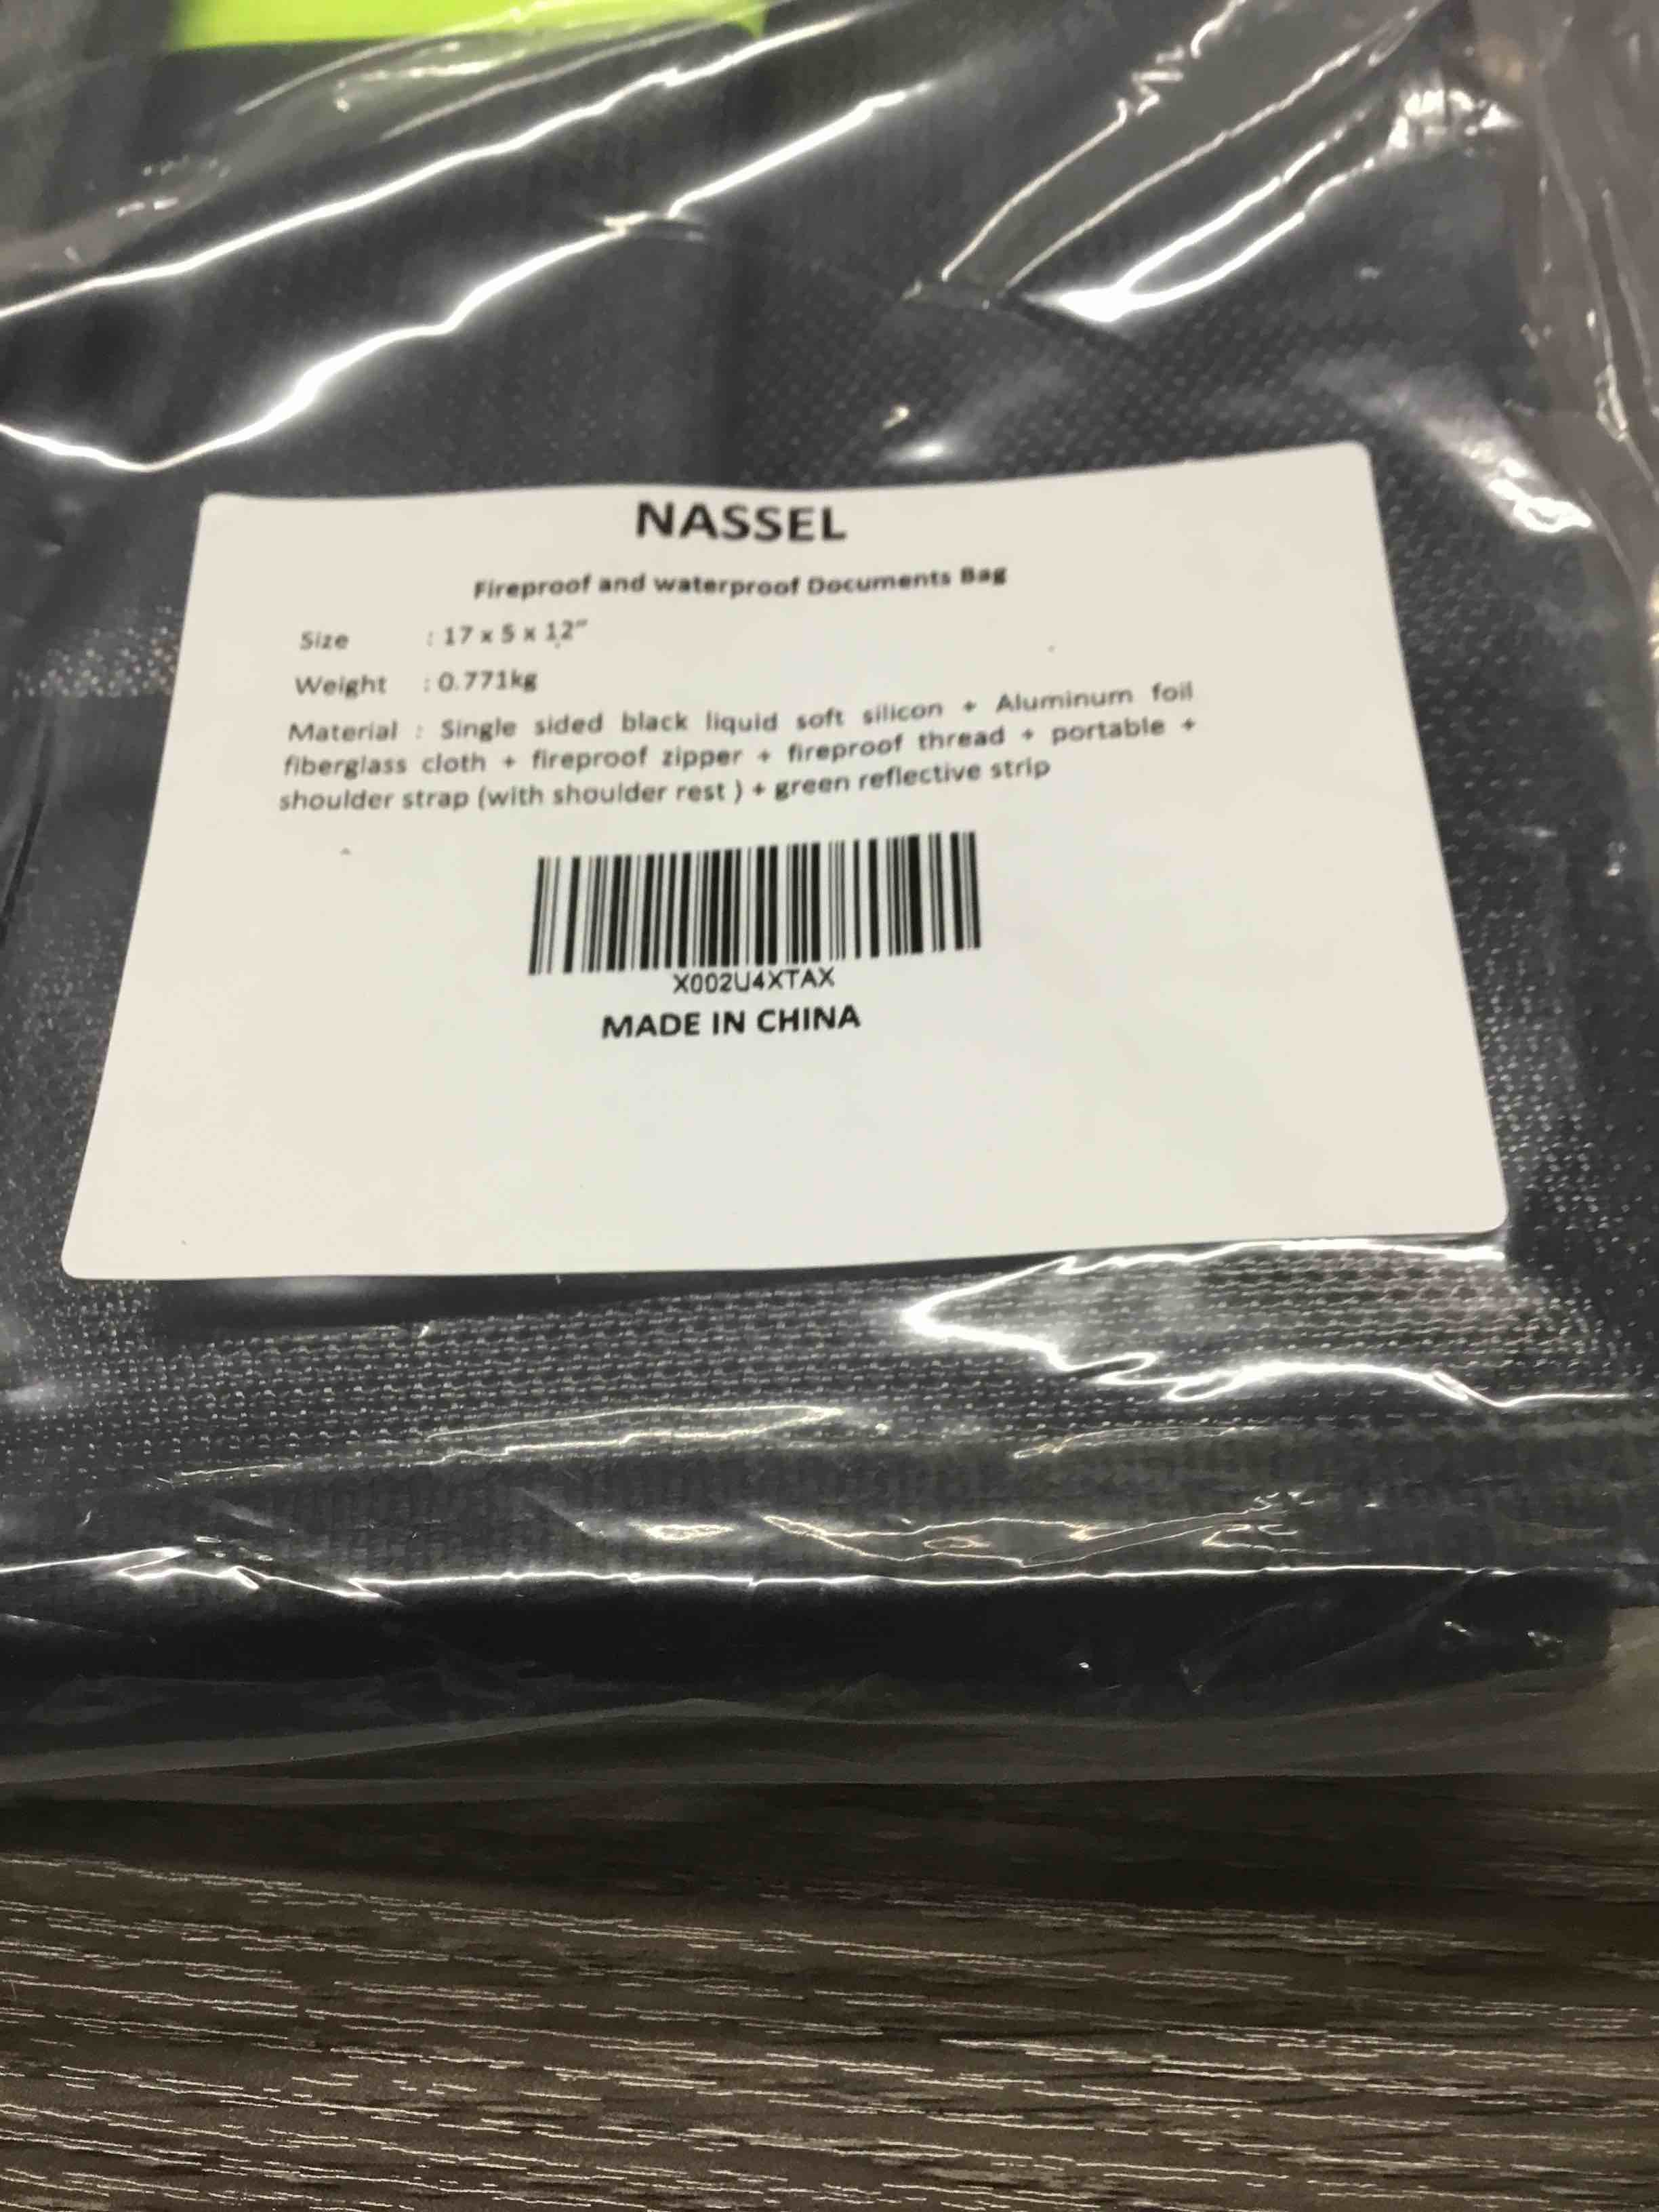 NASSEL
Fireproof and waterproof Documents Bag
Size : 17 x 5 x 12"
Weight : 0.771kg
Material : Single sided black liquid soft silicon + Aluminum foil
fiberglass cloth + fireproof zipper + fireproof thread + portable +
shoulder strap (with shoulder rest ) + green reflective strip
X002U4XTAX
MADE IN CHINA